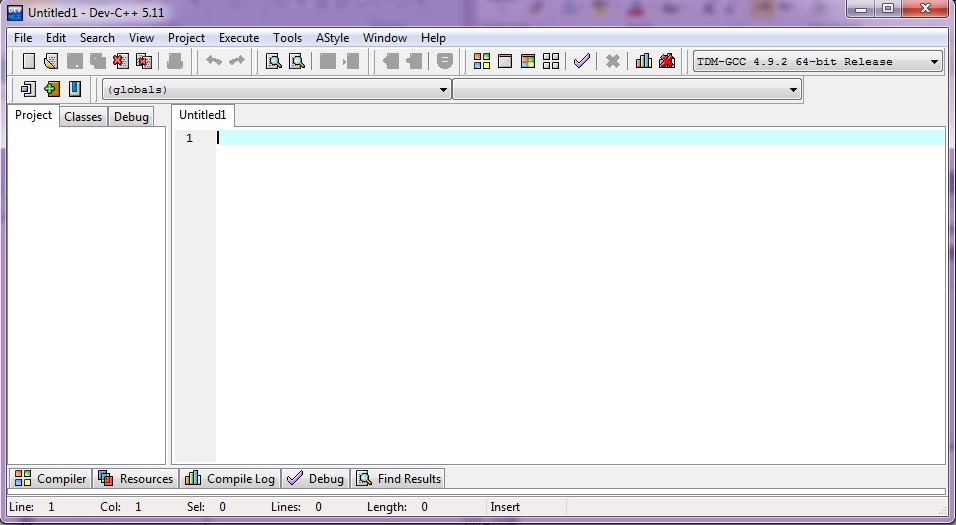 Untitled1 - Dev-C++ 5.11
File Edit Search View Project Execute Tools AStyle Window Help
TDM-GCC 4.9.2 64-bit Release
(globals)
Project Classes Debug Untitled1
1
Compiler Resources Compile Log Debug Find Results
Line: 1 Col: 1 Sel: 0 Lines: 0 Length: 0 Insert